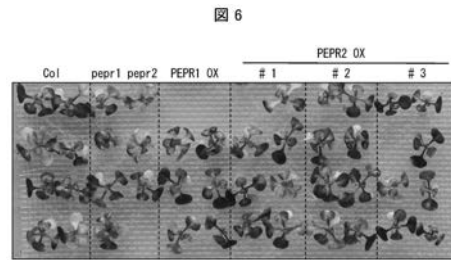 図 6
PEPR2 OX
Col pepr1 pepr2 PEPR1 OX # 1 # 2 # 3